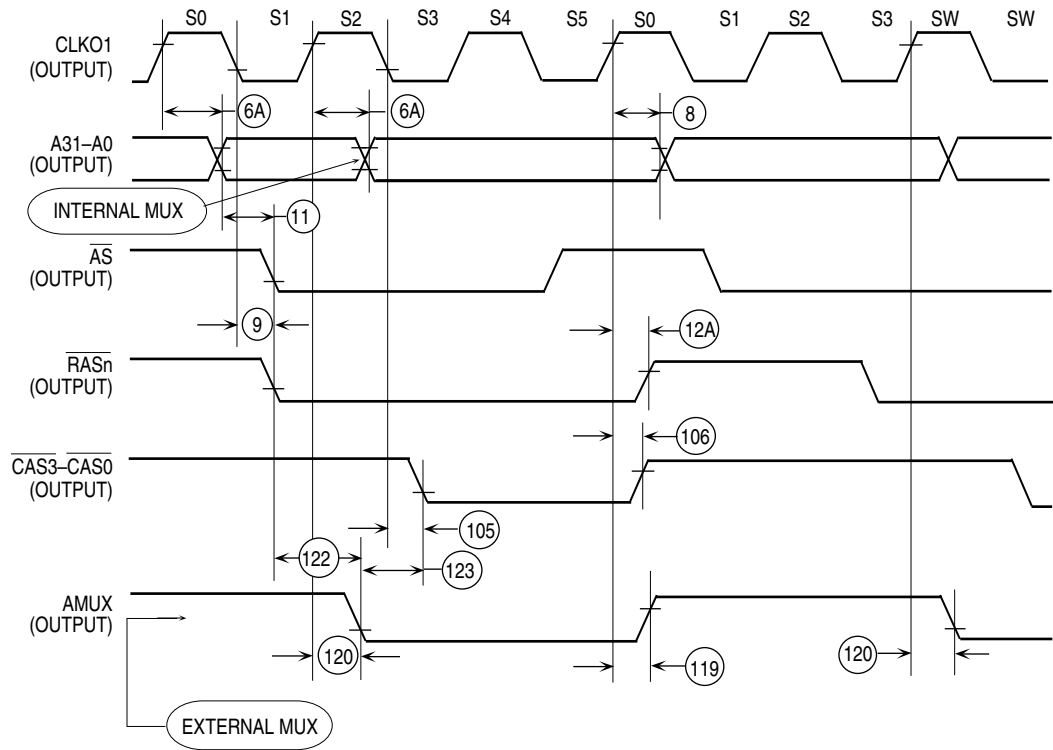 S0 S1 S2 S3 S4 S5 S0 S1 S2 S3 SW SW
CLKO1
(OUTPUT)
6A 6A 8
A31–A0
(OUTPUT)
INTERNAL MUX
11
AS
(OUTPUT)
9 12A
RASn
(OUTPUT)
106
CAS3–CAS0
(OUTPUT)
105
122 123
AMUX
(OUTPUT)
120 119 120
EXTERNAL MUX